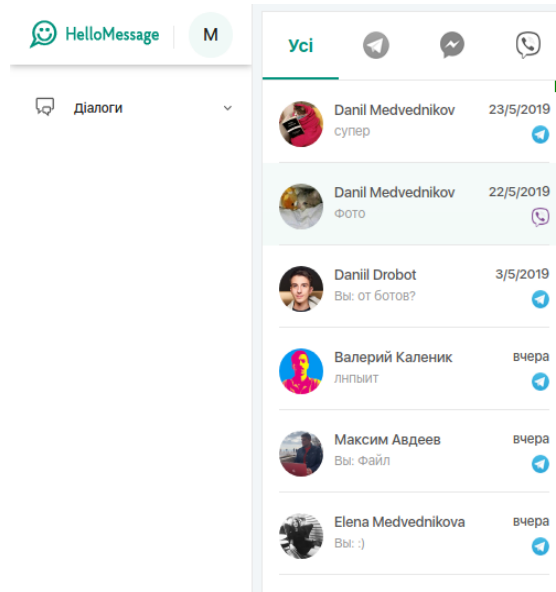 HelloMessage
M
Діалоги
Усі
Danil Medvednikov 23/5/2019
супер
Danil Medvednikov 22/5/2019
Фото
Daniil Drobot 3/5/2019
Вы: от ботов?
Валерий Каленик вчера
лнпыит
Максим Авдеев вчера
Вы: Файл
Elena Medvednikova вчера
Вы: :)